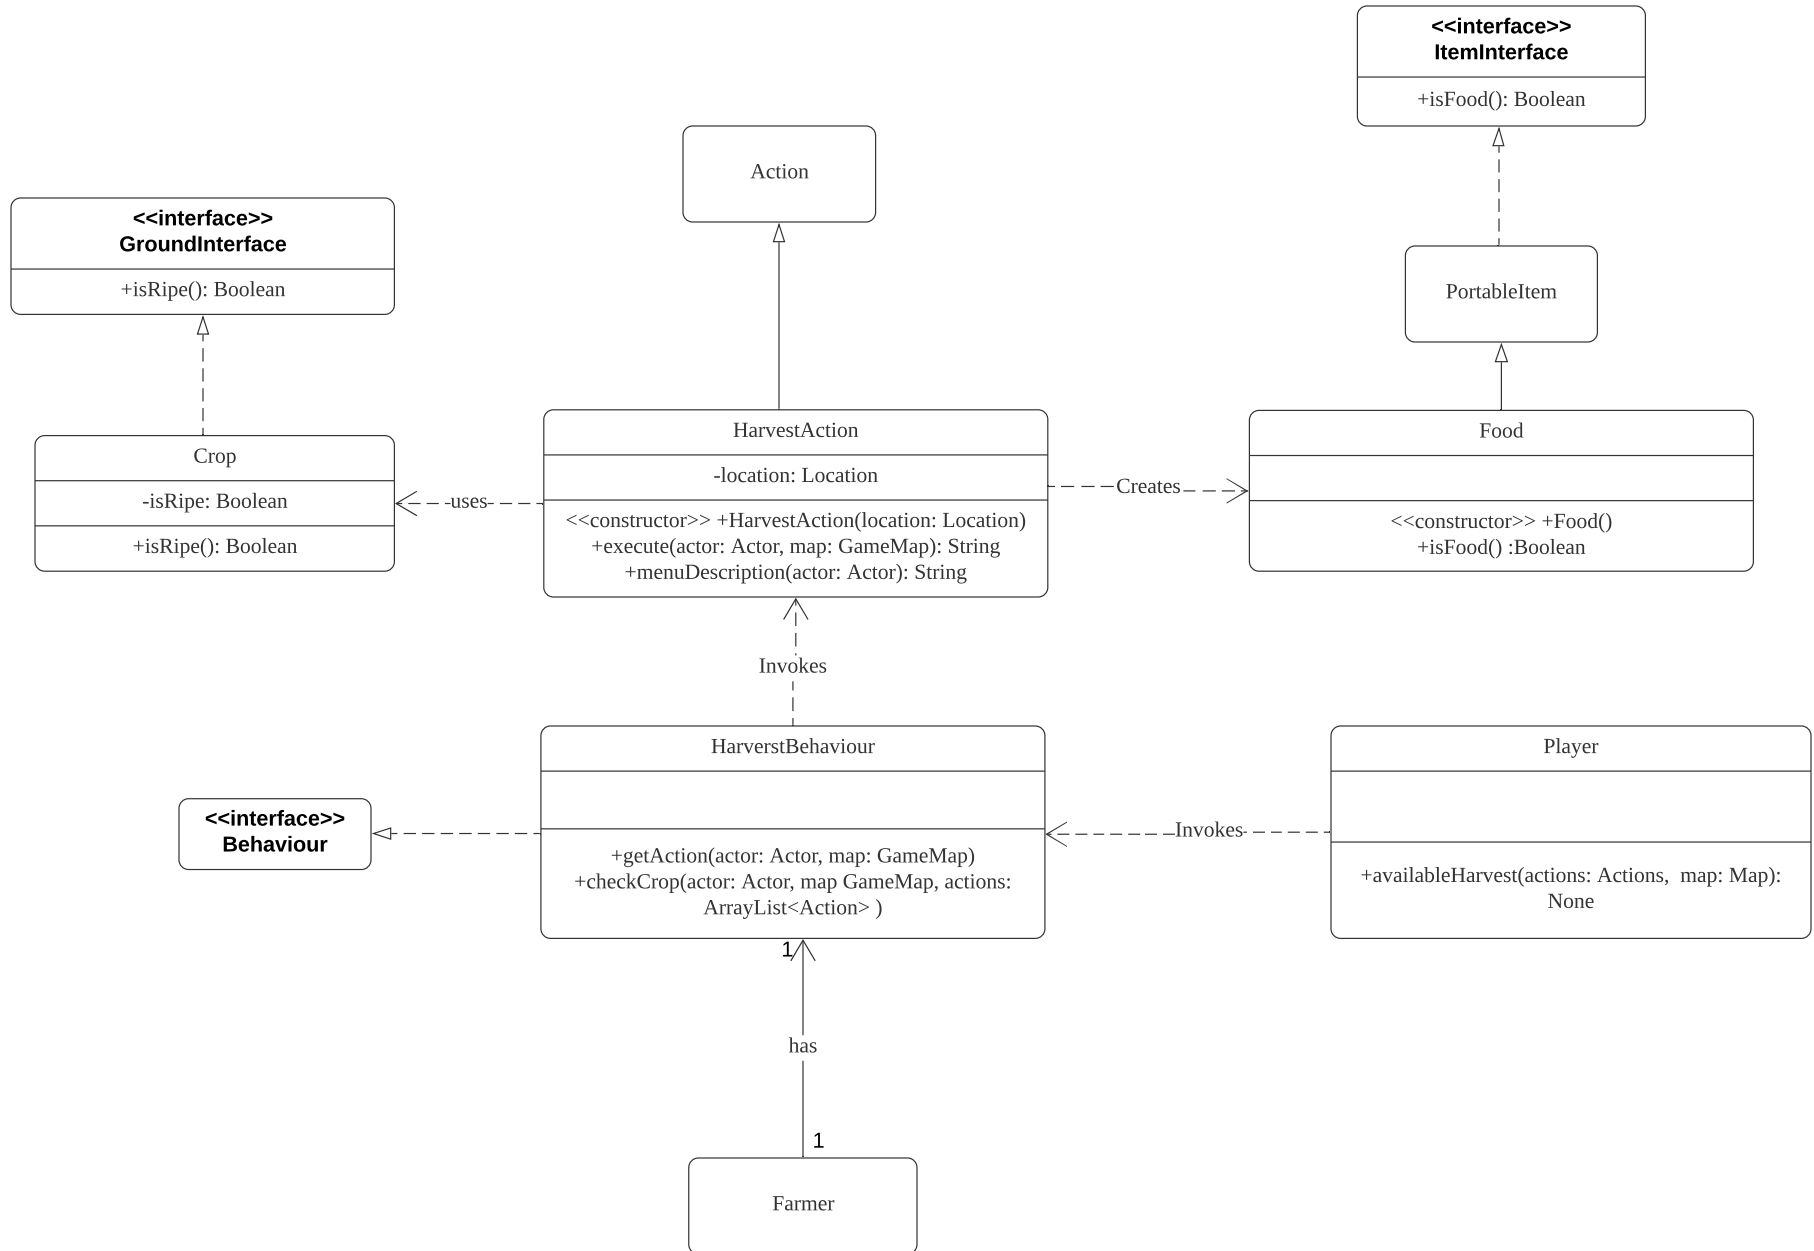 <<interface>>
ItemInterface
+isFood(): Boolean
Action
<<interface>>
GroundInterface
+isRipe(): Boolean
PortableItem
Crop
-isRipe: Boolean
+isRipe(): Boolean
uses
HarvestAction
-location: Location
<<constructor>> +HarvestAction(location: Location)
+execute(actor: Actor, map: GameMap): String
+menuDescription(actor: Actor): String
Creates
Food
<<constructor>> +Food()
+isFood() :Boolean
Invokes
<<interface>>
Behaviour
HarverstBehaviour
+getAction(actor: Actor, map: GameMap)
+checkCrop(actor: Actor, map GameMap, actions:
ArrayList<Action> )
Invokes
Player
+availableHarvest(actions: Actions,  map: Map):
None
1
has
1
Farmer